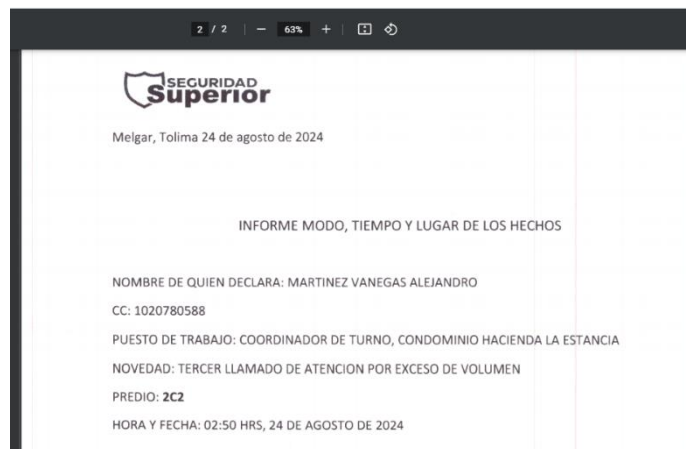 2 / 2 | − 63% + |
SEGURIDAD
Superior
Melgar, Tolima 24 de agosto de 2024
INFORME MODO, TIEMPO Y LUGAR DE LOS HECHOS
NOMBRE DE QUIEN DECLARA: MARTINEZ VANEGAS ALEJANDRO
CC: 1020780588
PUESTO DE TRABAJO: COORDINADOR DE TURNO, CONDOMINIO HACIENDA LA ESTANCIA
NOVEDAD: TERCER LLAMADO DE ATENCION POR EXCESO DE VOLUMEN
PREDIO: 2C2
HORA Y FECHA: 02:50 HRS, 24 DE AGOSTO DE 2024